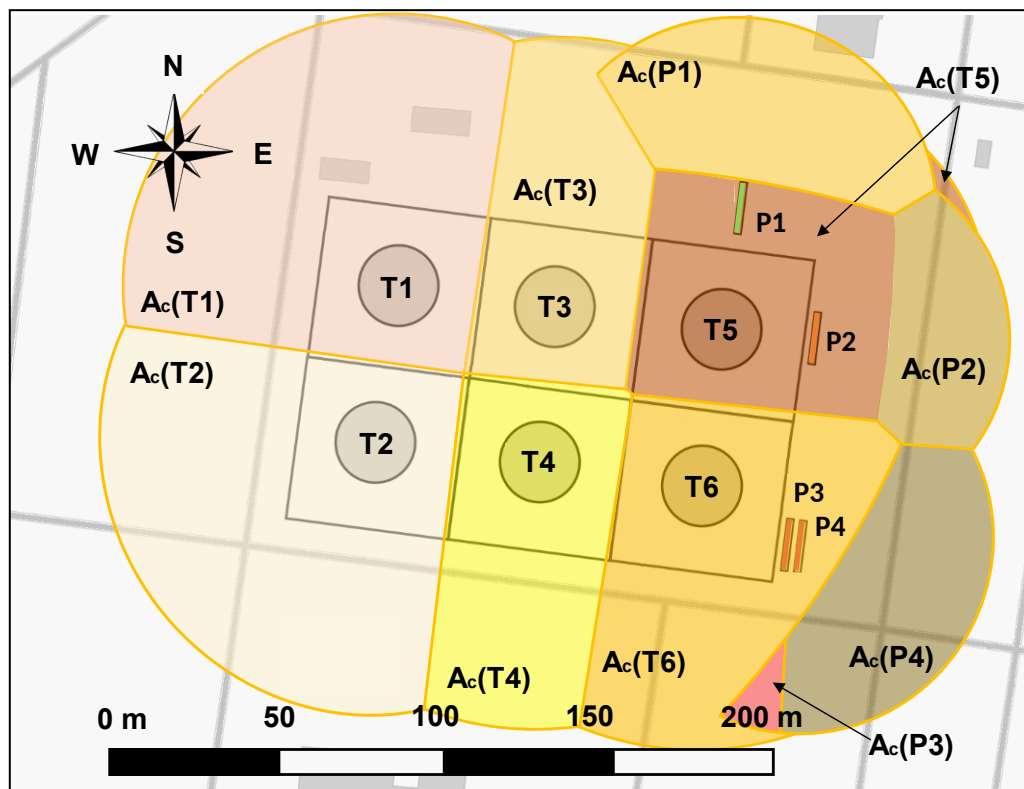 N
Ac(P1)
Ac(T5)
W
E
Ac(T3)
S
P1
T1
T3
Ac(T1)
T5
P2
Ac(T2)
Ac(P2)
T2
T4
T6
P3
P4
Ac(T6)
Ac(P4)
Ac(T4)
0 m
50
100
150
200 m
Ac(P3)